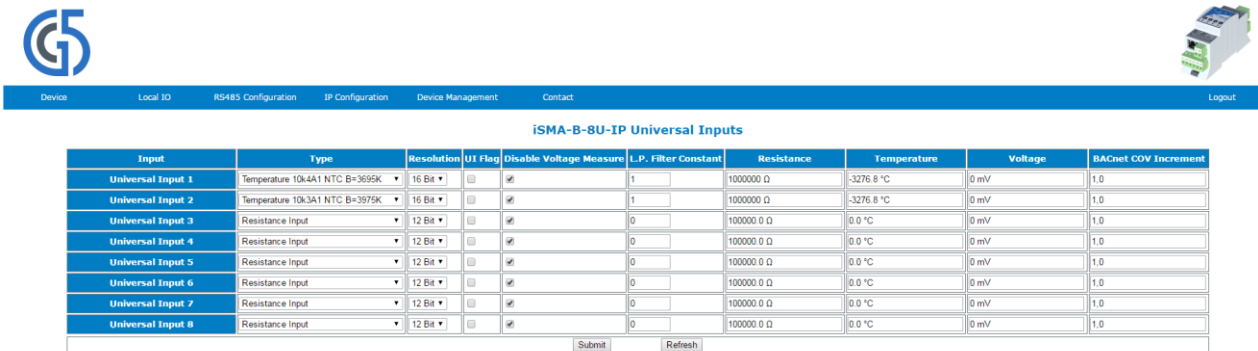 G5
Device Local IO RS485 Configuration IP Configuration Device Management Contact Logout
iSMA-B-8U-IP Universal Inputs
Input Type Resolution UI Flag Disable Voltage Measure L.P. Filter Constant Resistance Temperature Voltage BACnet COV Increment
Universal Input 1 Temperature 10k4A1 NTC B=3695K 16 Bit 1 1000000 Ω -3276.8 °C 0 mV 1,0
Universal Input 2 Temperature 10k3A1 NTC B=3975K 16 Bit 1 1000000 Ω -3276.8 °C 0 mV 1,0
Universal Input 3 Resistance Input 12 Bit 0 100000.0 Ω 0.0 °C 0 mV 1,0
Universal Input 4 Resistance Input 12 Bit 0 100000.0 Ω 0.0 °C 0 mV 1,0
Universal Input 5 Resistance Input 12 Bit 0 100000.0 Ω 0.0 °C 0 mV 1,0
Universal Input 6 Resistance Input 12 Bit 0 100000.0 Ω 0.0 °C 0 mV 1,0
Universal Input 7 Resistance Input 12 Bit 0 100000.0 Ω 0.0 °C 0 mV 1,0
Universal Input 8 Resistance Input 12 Bit 0 100000.0 Ω 0.0 °C 0 mV 1,0
Submit Refresh